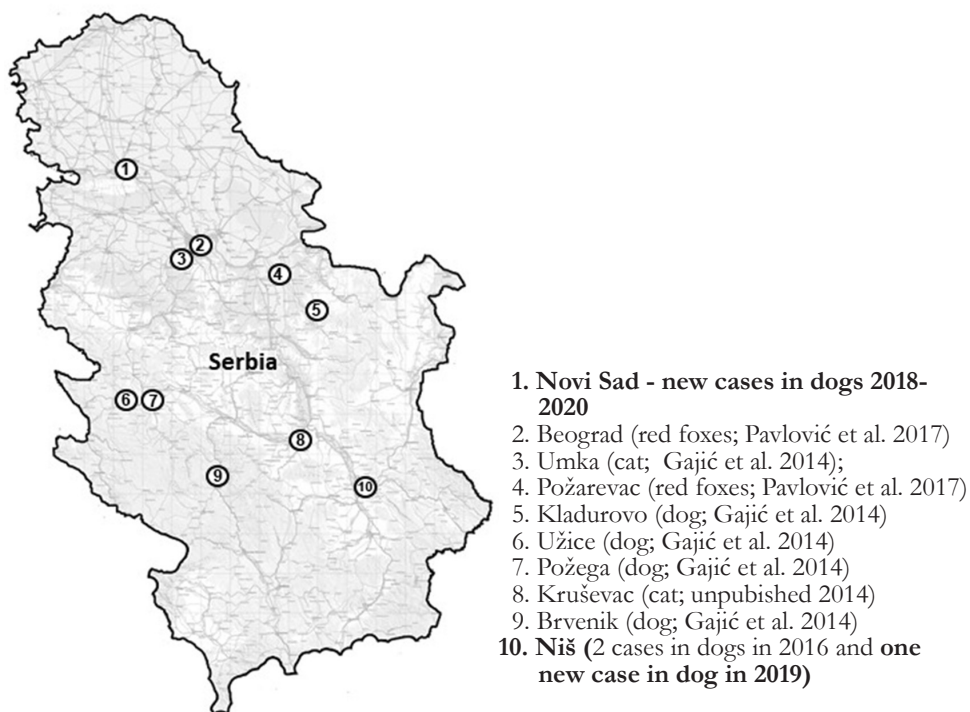 1
2
3
4
5
Serbia
6
7
8
9
10
1. Novi Sad - new cases in dogs 2018-
2020
2. Beograd (red foxes; Pavlović et al. 2017)
3. Umka (cat; Gajić et al. 2014);
4. Požarevac (red foxes; Pavlović et al. 2017)
5. Kladurovo (dog; Gajić et al. 2014)
6. Užice (dog; Gajić et al. 2014)
7. Požega (dog; Gajić et al. 2014)
8. Kruševac (cat; unpubished 2014)
9. Brvenik (dog; Gajić et al. 2014)
10. Niš (2 cases in dogs in 2016 and one
new case in dog in 2019)